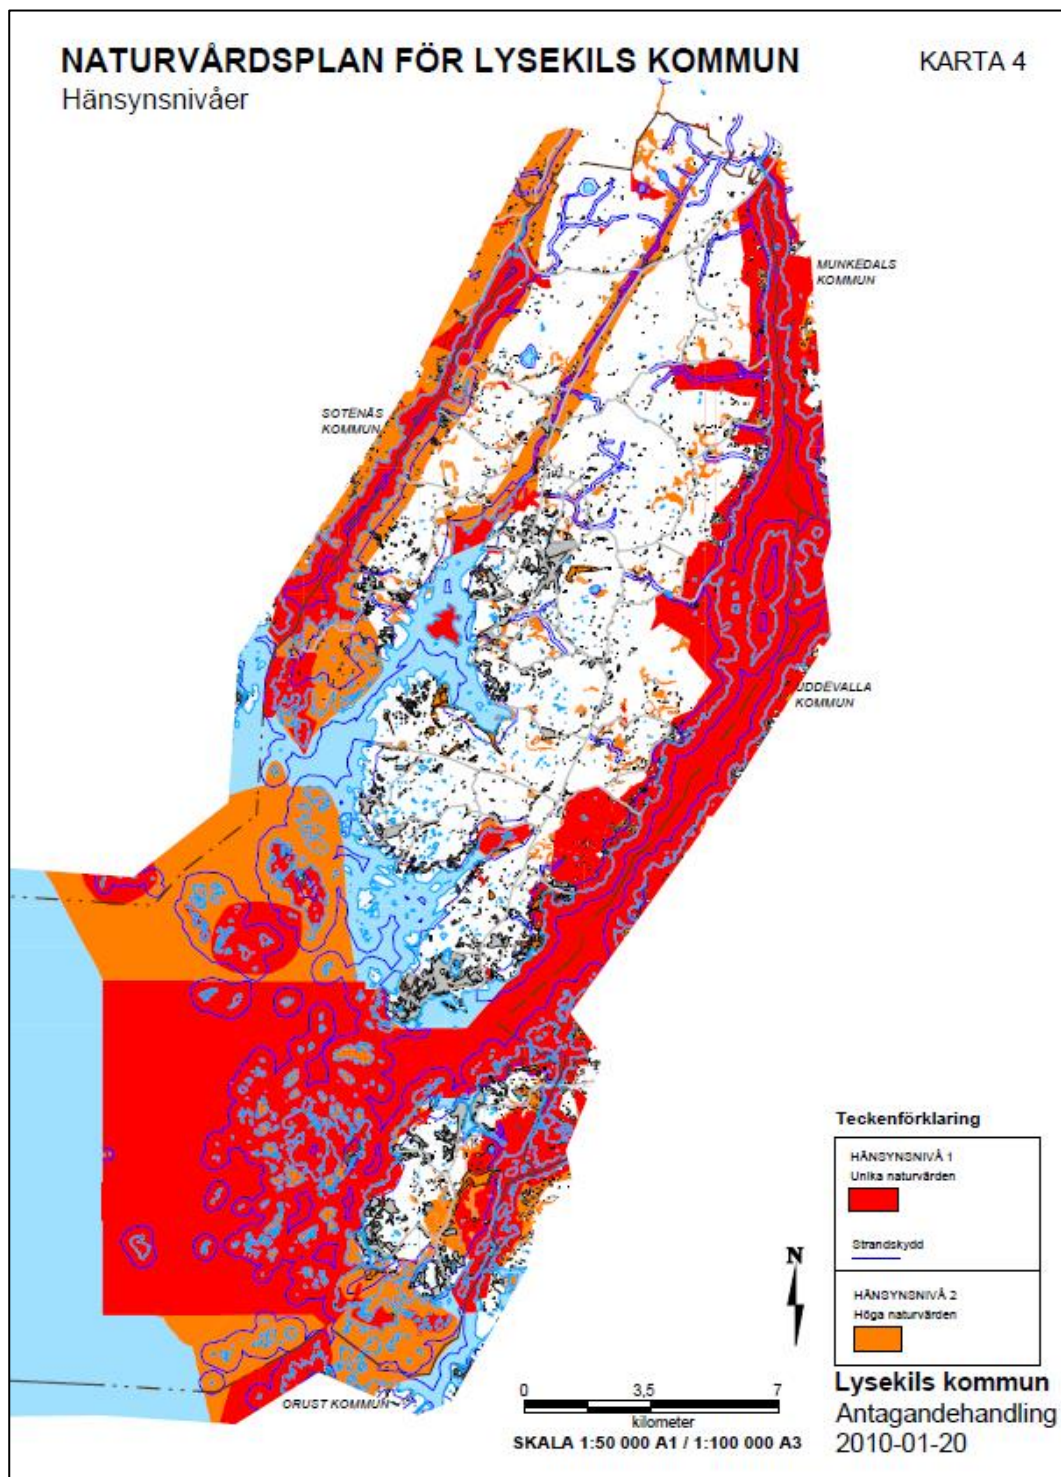 NATURVÅRDSPLAN FÖR LYSEKILS KOMMUN
KARTA 4
Hänsynsnivåer
MUNKEDALS
KOMMUN
SOTENÄS
KOMMUN
UDDEVALLA
KOMMUN
ORUST KOMMUN
Teckenförklaring
HÄNSYNSNIVÅ 1
Unika naturvärden
Strandskydd
HÄNSYNSNIVÅ 2
Höga naturvärden
N
0 3,5 7
kilometer
SKALA 1:50 000 A1 / 1:100 000 A3
Lysekils kommun
Antagandehandling
2010-01-20